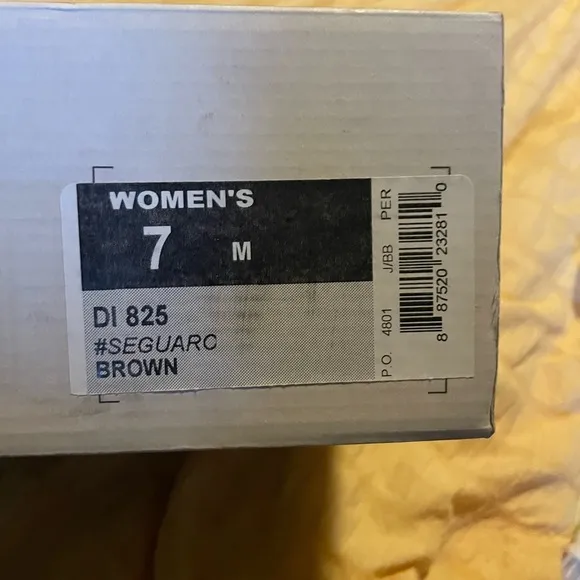 WOMEN'S
7 M
DI 825
#SEGUARO
BROWN
P.O. 4801 J/BB PER
8 87520 23281 0